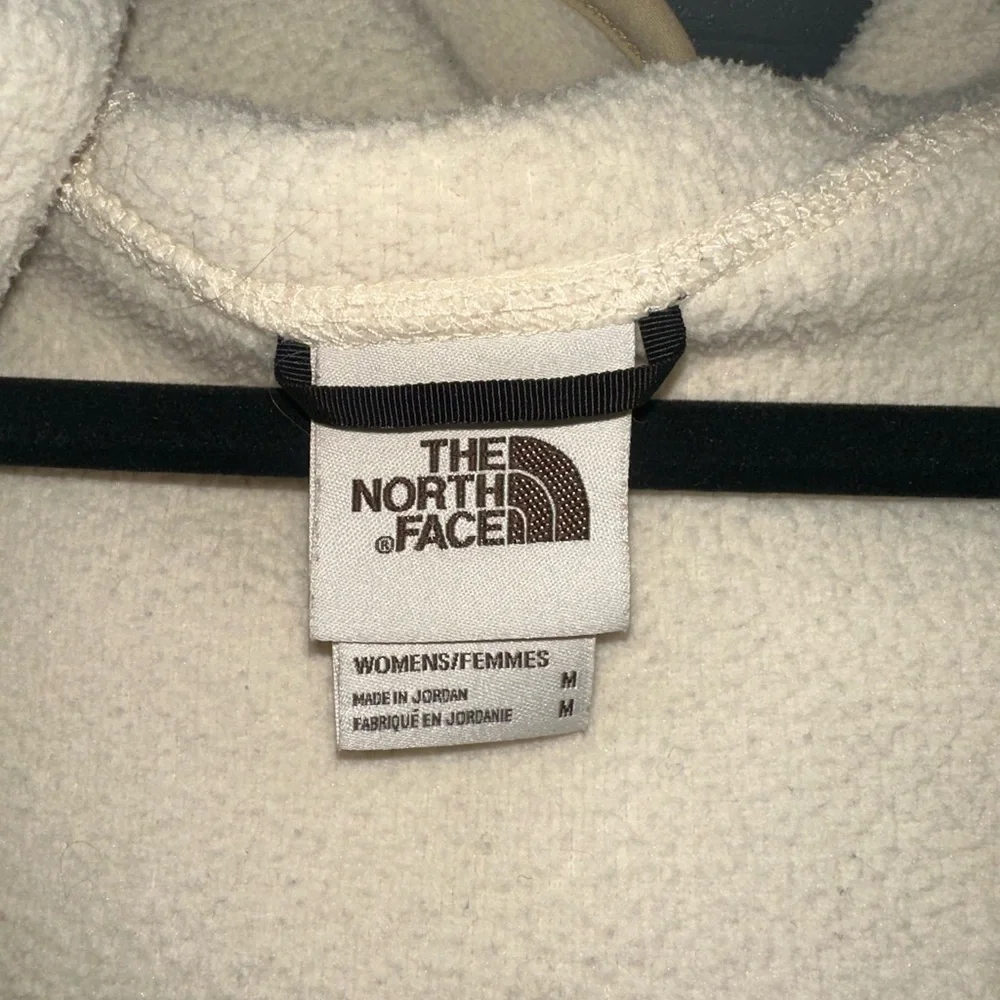 THE
NORTH
®FACE
WOMENS/FEMMES
MADE IN JORDAN M
FABRIQUÉ EN JORDANIE M